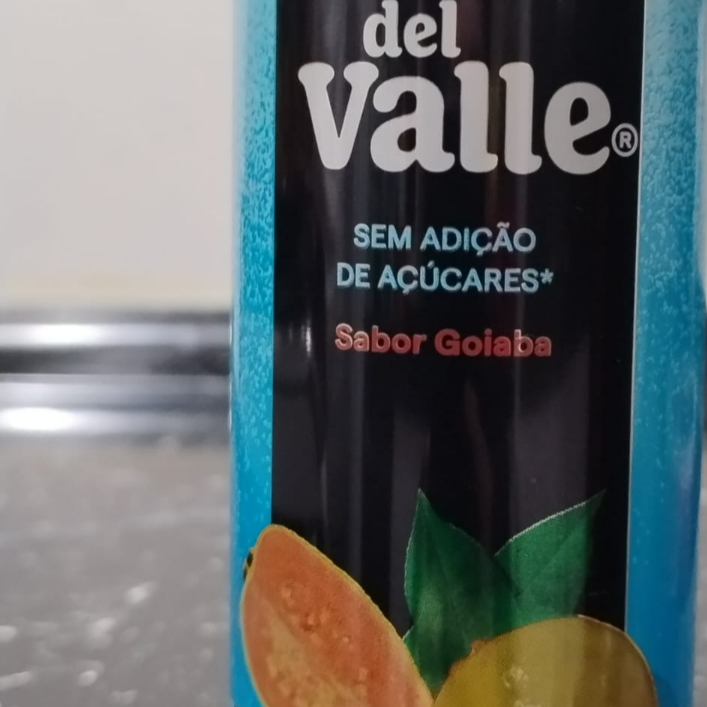 del
Valle®
SEM ADIÇÃO
DE AÇÚCARES*
Sabor Goiaba